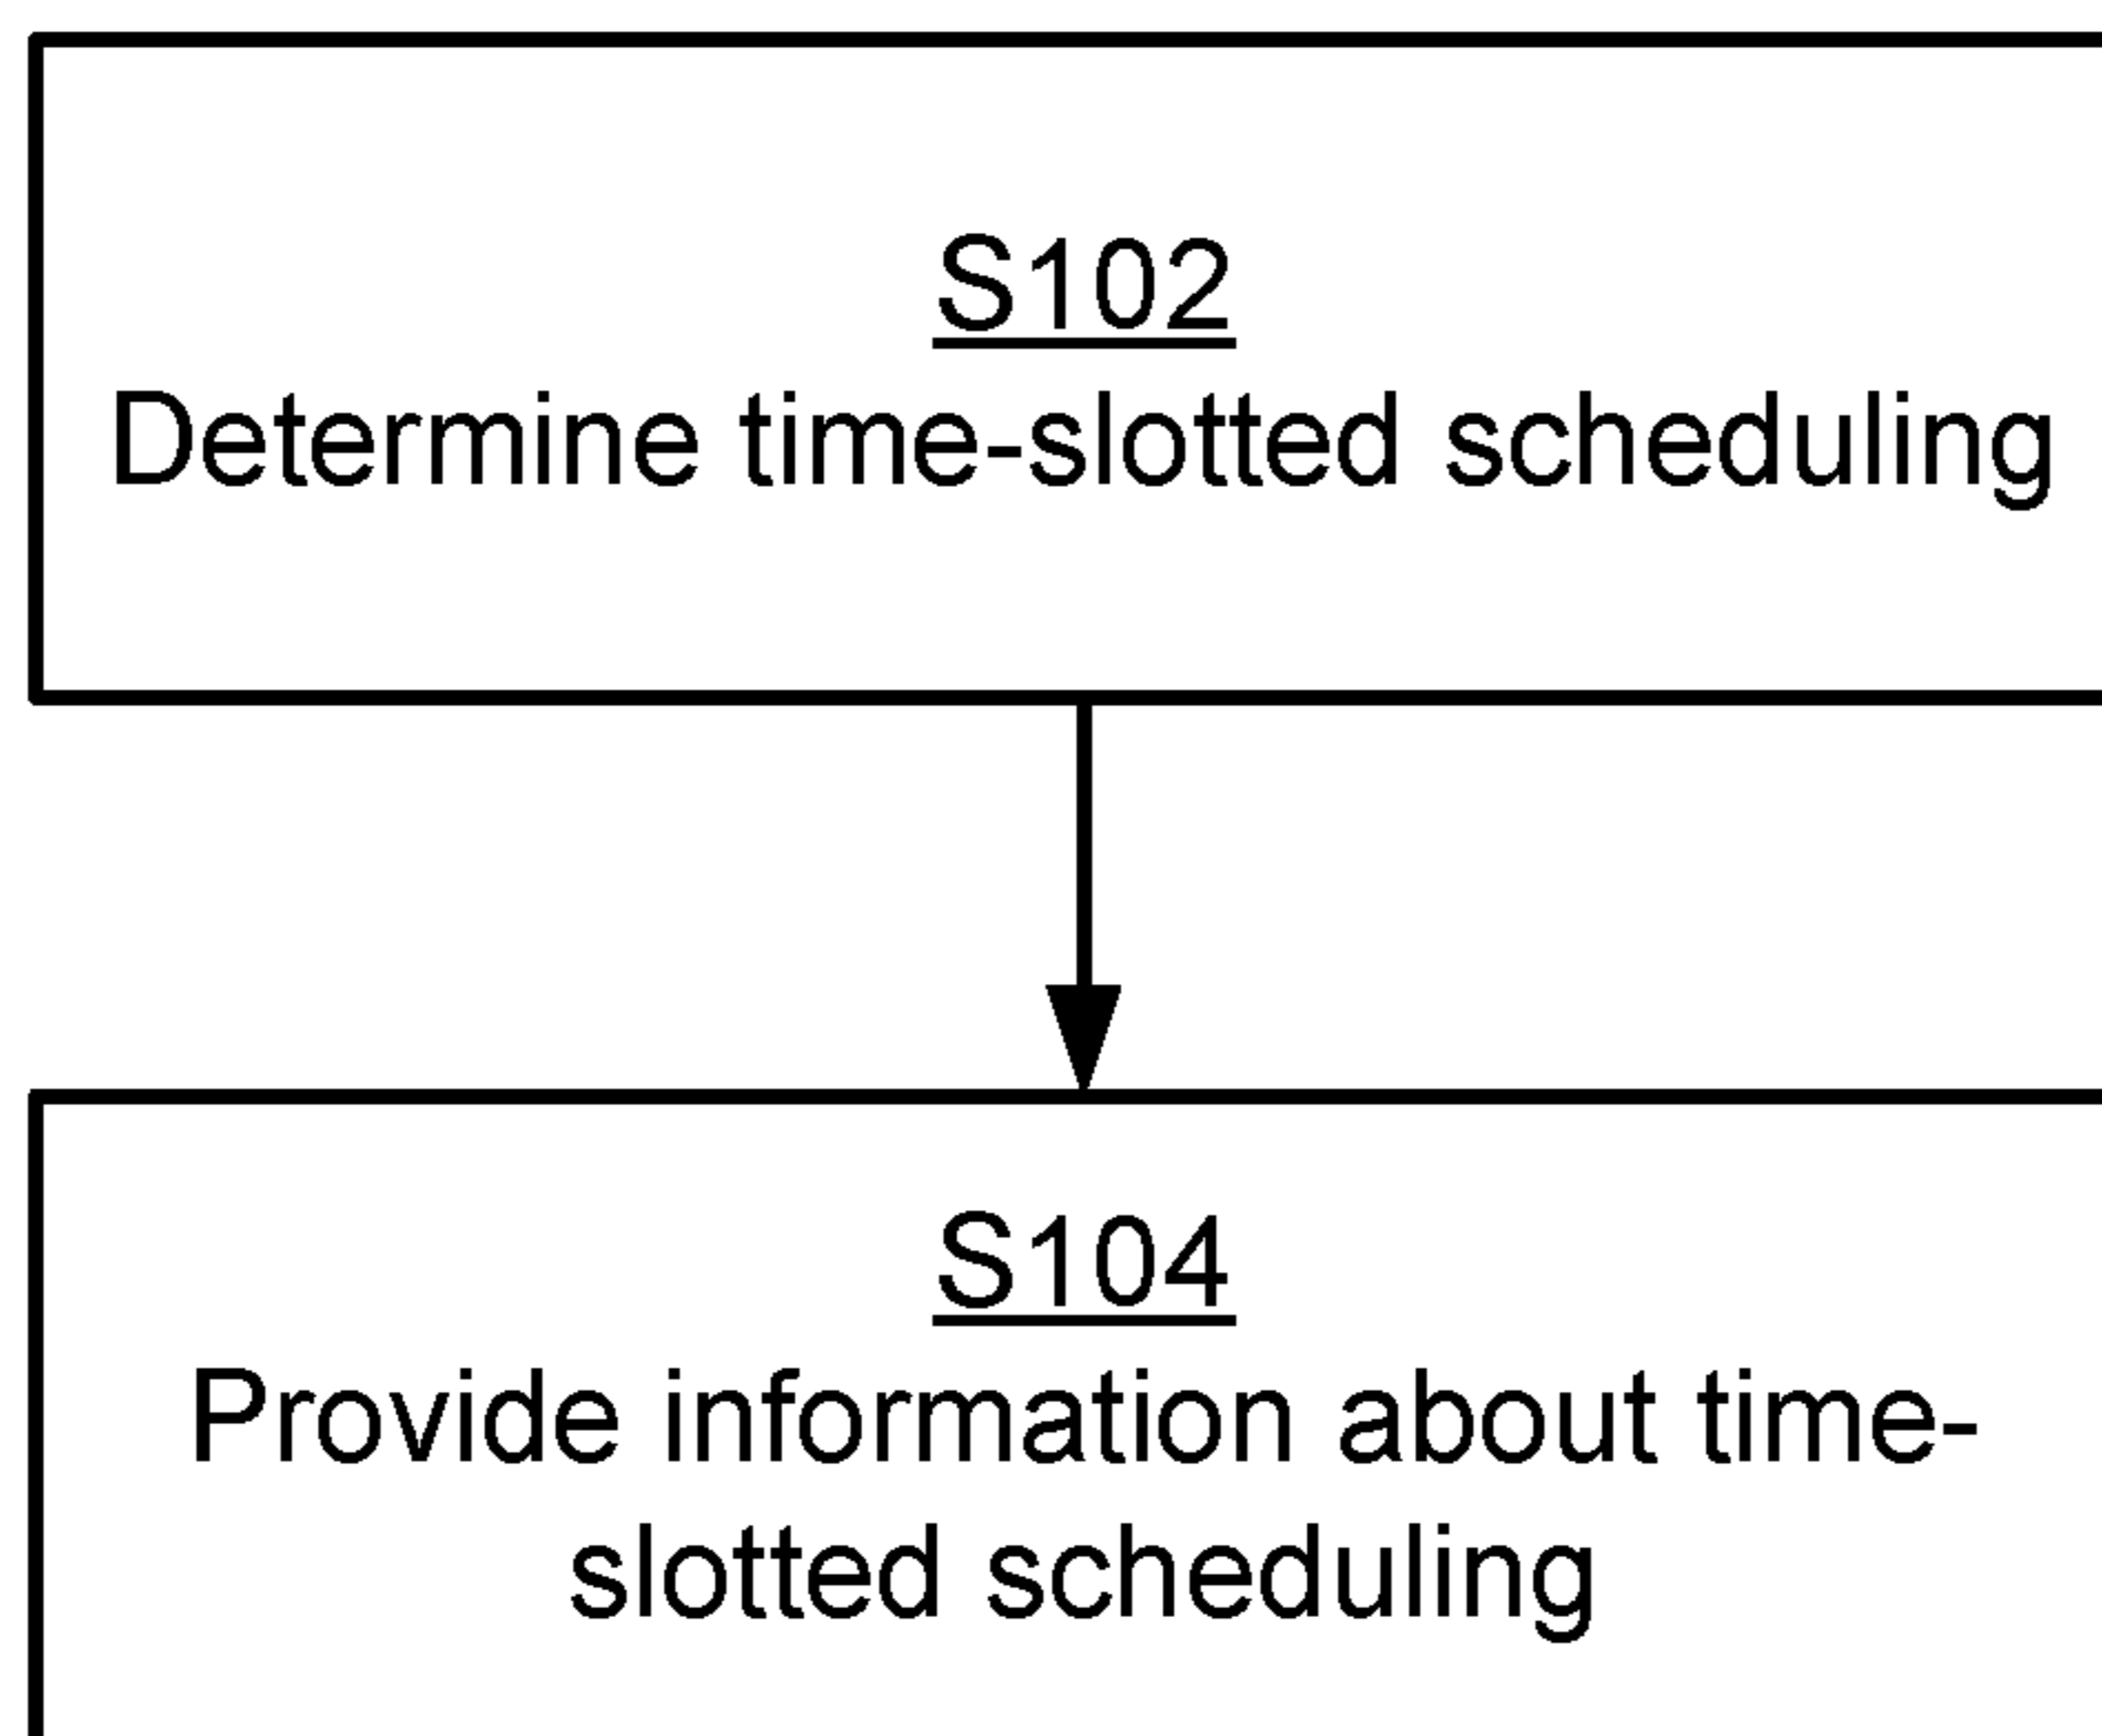 S102
Determine time-slotted scheduling
S104
Provide information about time-
slotted scheduling